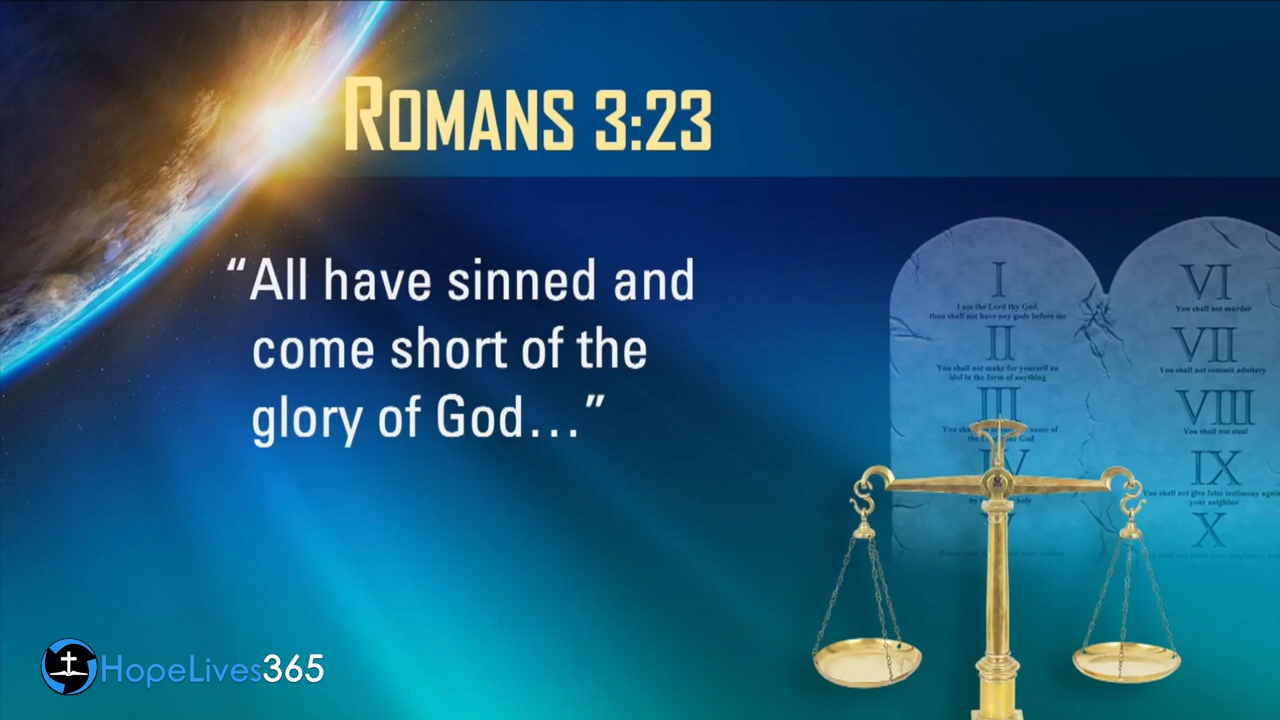 ROMANS 3:23
“All have sinned and
come short of the
glory of God…”
I
I am the Lord thy God,
thou shall not have any gods before me
II
You shall not make for yourself an
idol in the form of anything
III
name of
God
VI
You shall not murder
VII
You shall not commit adultery
VIII
You shall not steal
IX
You shall not give false testimony
your neighbor
X
HopeLives365